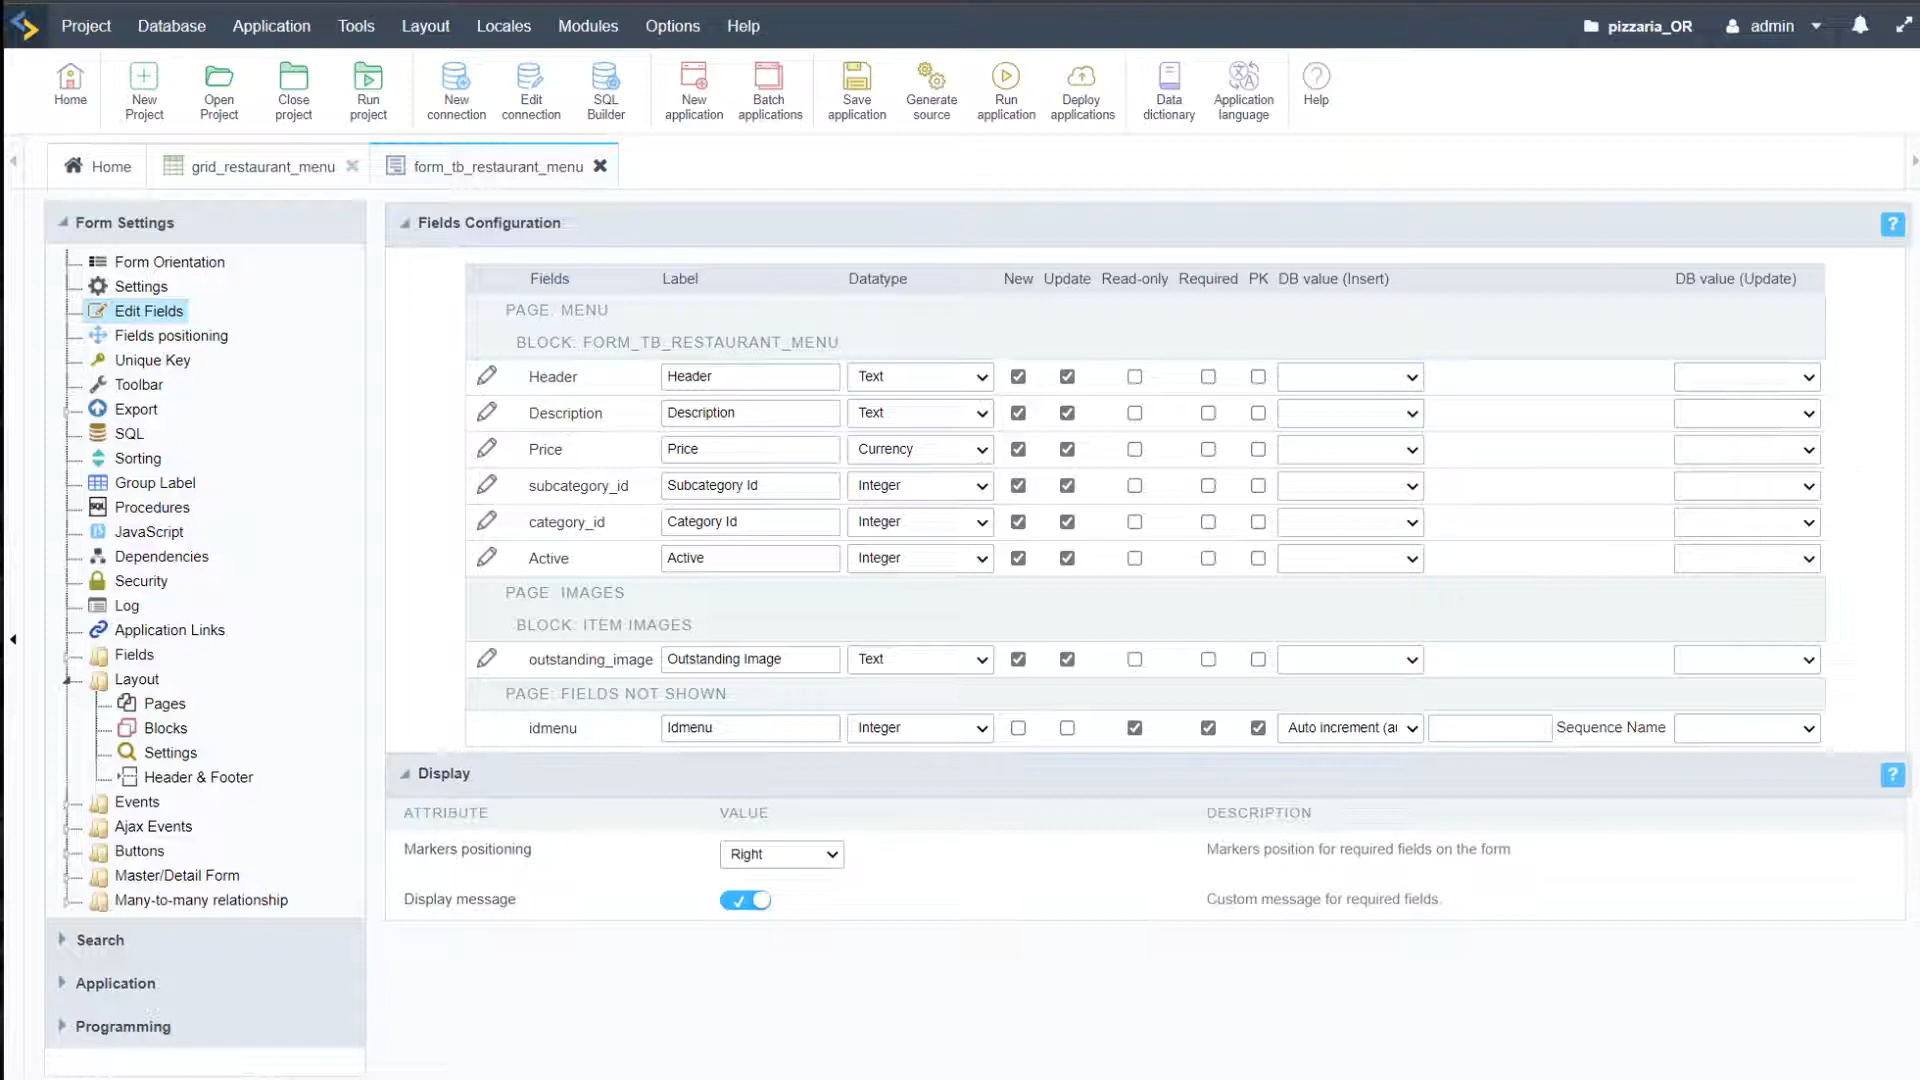 Project Database Application Tools Layout Locales Modules Options Help pizzaria_OR admin
Home New Project Open Project Close project Run project New connection Edit connection SQL Builder New application Batch applications Save application Generate source Run application Deploy applications Data dictionary Application language Help
Home grid_restaurant_menu form_tb_restaurant_menu
Form Settings
Form Orientation
Settings
Edit Fields
Fields positioning
Unique Key
Toolbar
Export
SQL
Sorting
Group Label
Procedures
JavaScript
Dependencies
Security
Log
Application Links
Fields
Layout
Pages
Blocks
Settings
Header & Footer
Events
Ajax Events
Buttons
Master/Detail Form
Many-to-many relationship
Search
Application
Programming
Fields Configuration ?
Fields Label Datatype New Update Read-only Required PK DB value (Insert) DB value (Update)
PAGE: MENU
BLOCK: FORM_TB_RESTAURANT_MENU
Header Header Text
Description Description Text
Price Price Currency
subcategory_id Subcategory Id Integer
category_id Category Id Integer
Active Active Integer
PAGE: IMAGES
BLOCK: ITEM IMAGES
outstanding_image Outstanding Image Text
PAGE: FIELDS NOT SHOWN
idmenu Idmenu Integer Auto increment (au Sequence Name
Display ?
ATTRIBUTE VALUE DESCRIPTION
Markers positioning Right Markers position for required fields on the form
Display message Custom message for required fields.